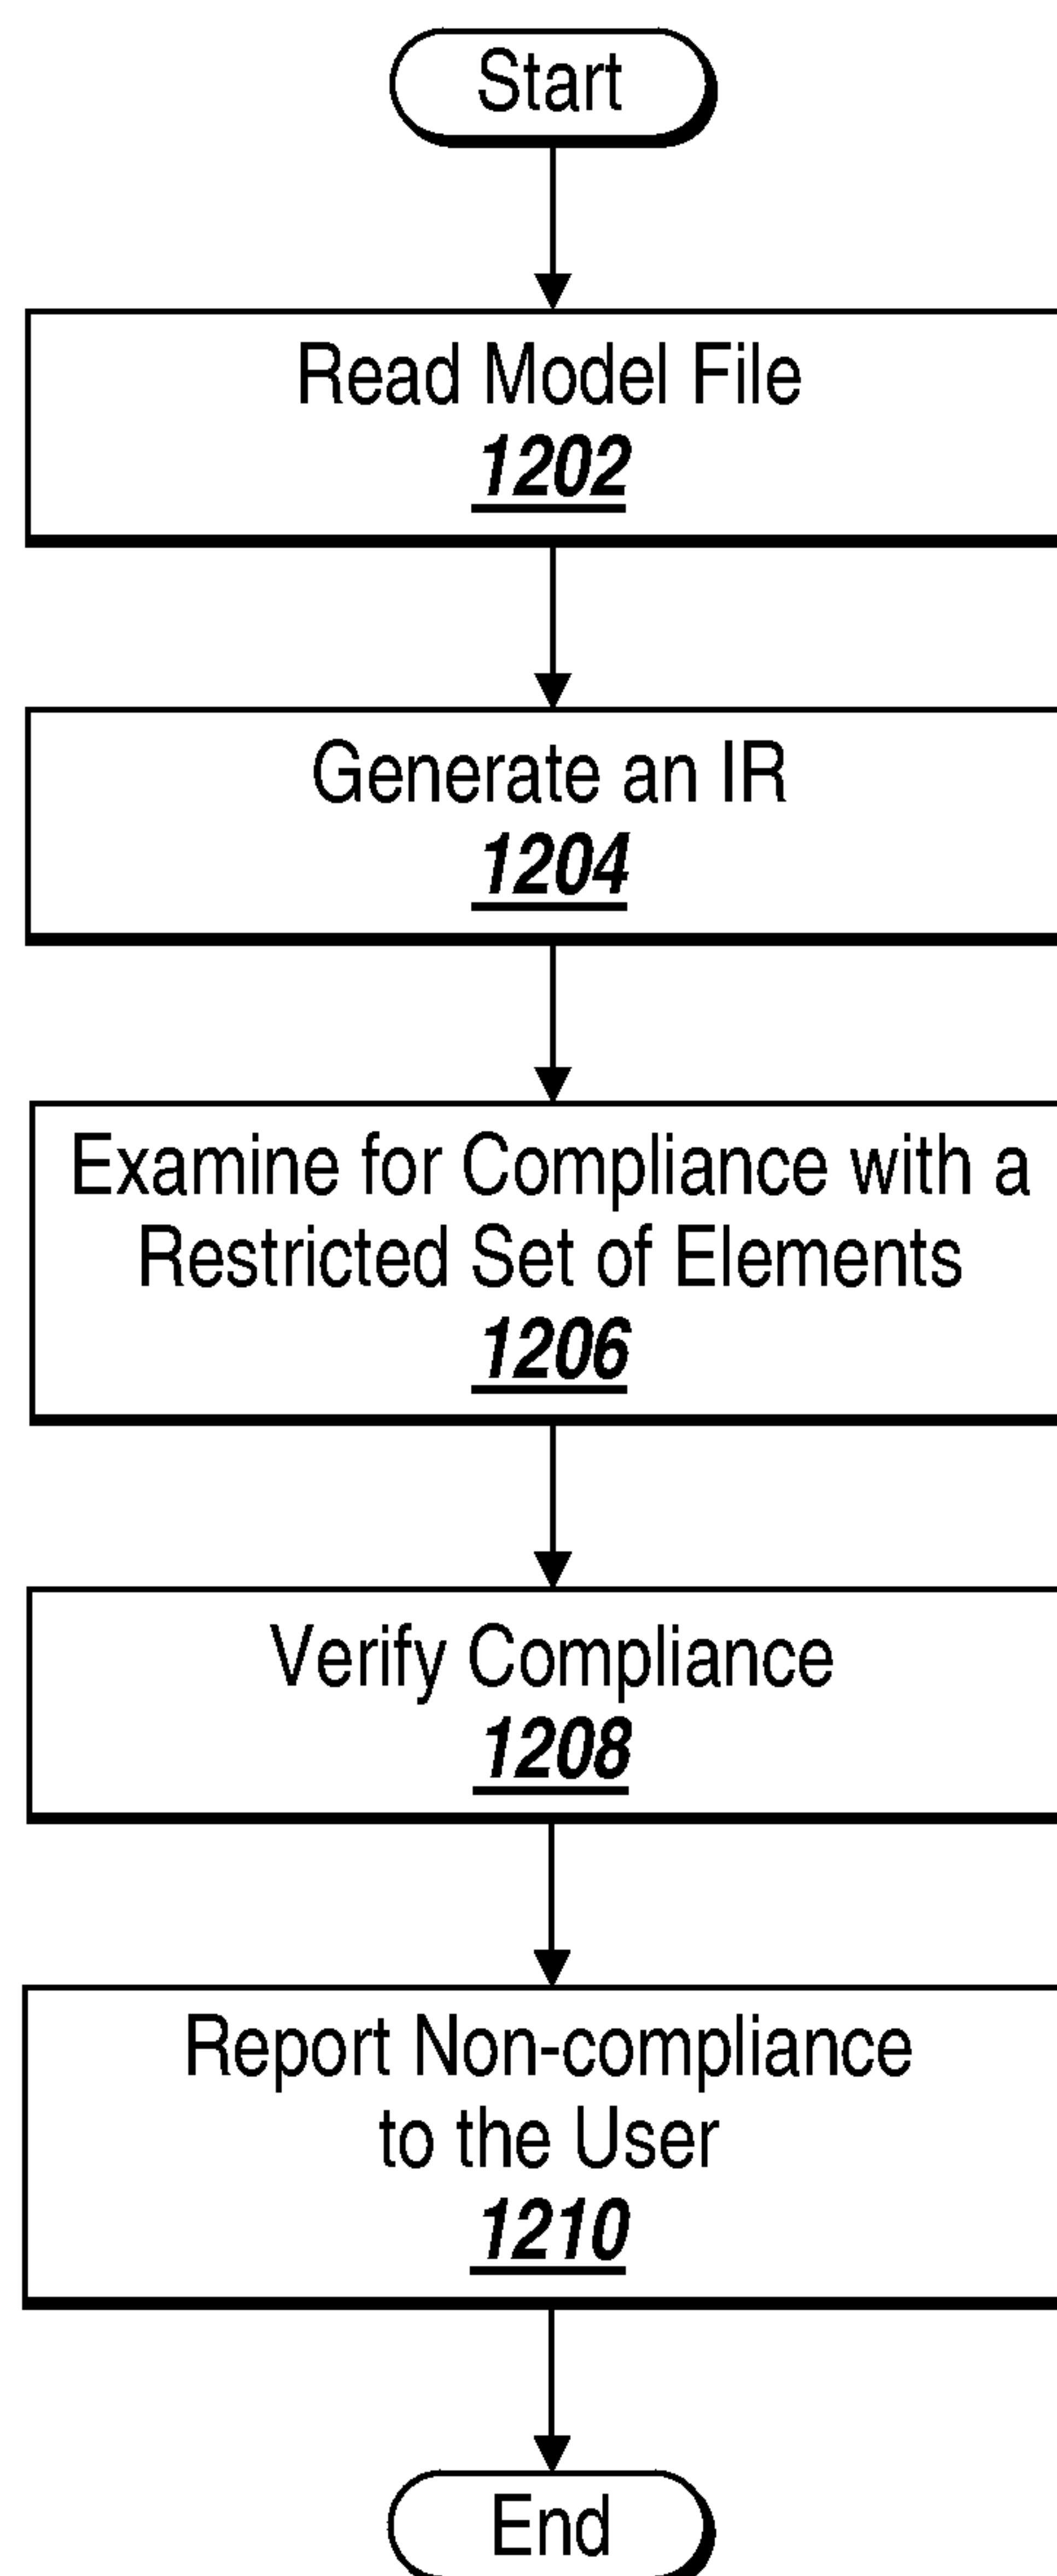 Start
Read Model File
1202
Generate an IR
1204
Examine for Compliance with a
Restricted Set of Elements
1206
Verify Compliance
1208
Report Non-compliance
to the User
1210
End